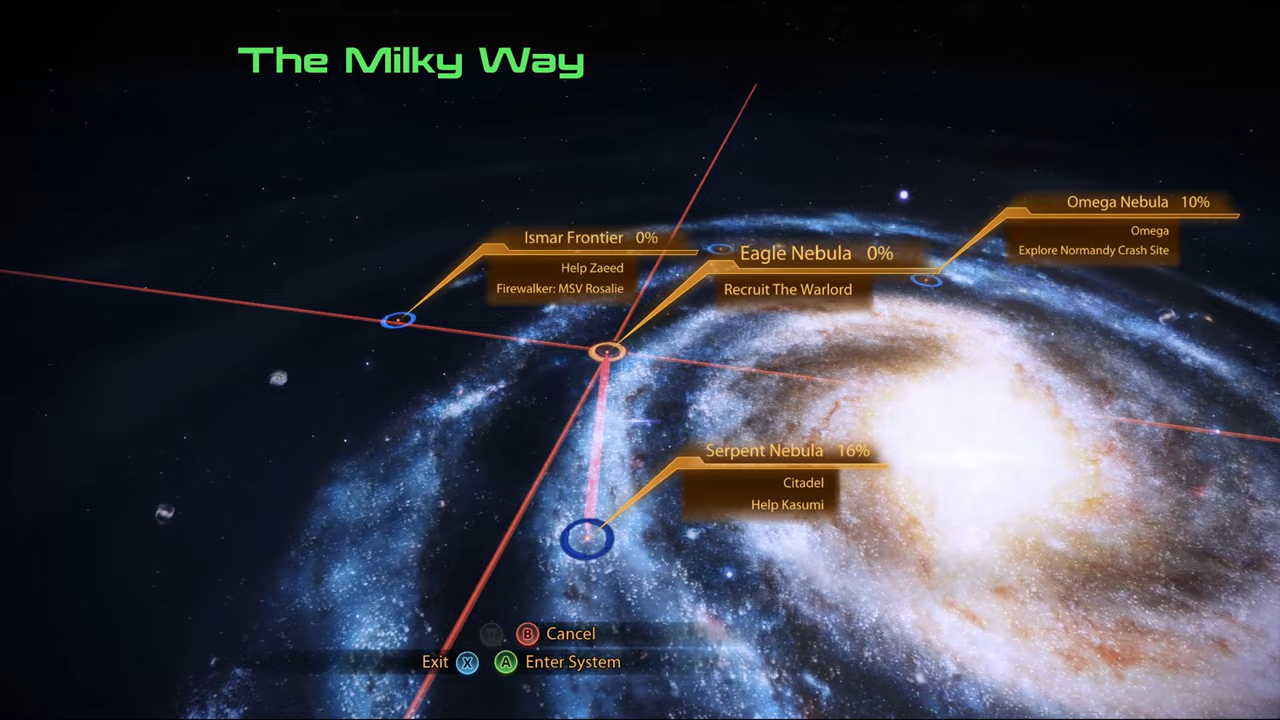 The Milky Way
Omega Nebula 10%
Omega
Explore Normandy Crash Site
Ismar Frontier 0%
Help Zaeed
Firewalker: MSV Rosalie
Eagle Nebula 0%
Recruit The Warlord
Serpent Nebula 16%
Citadel
Help Kasumi
B Cancel
Exit X A Enter System